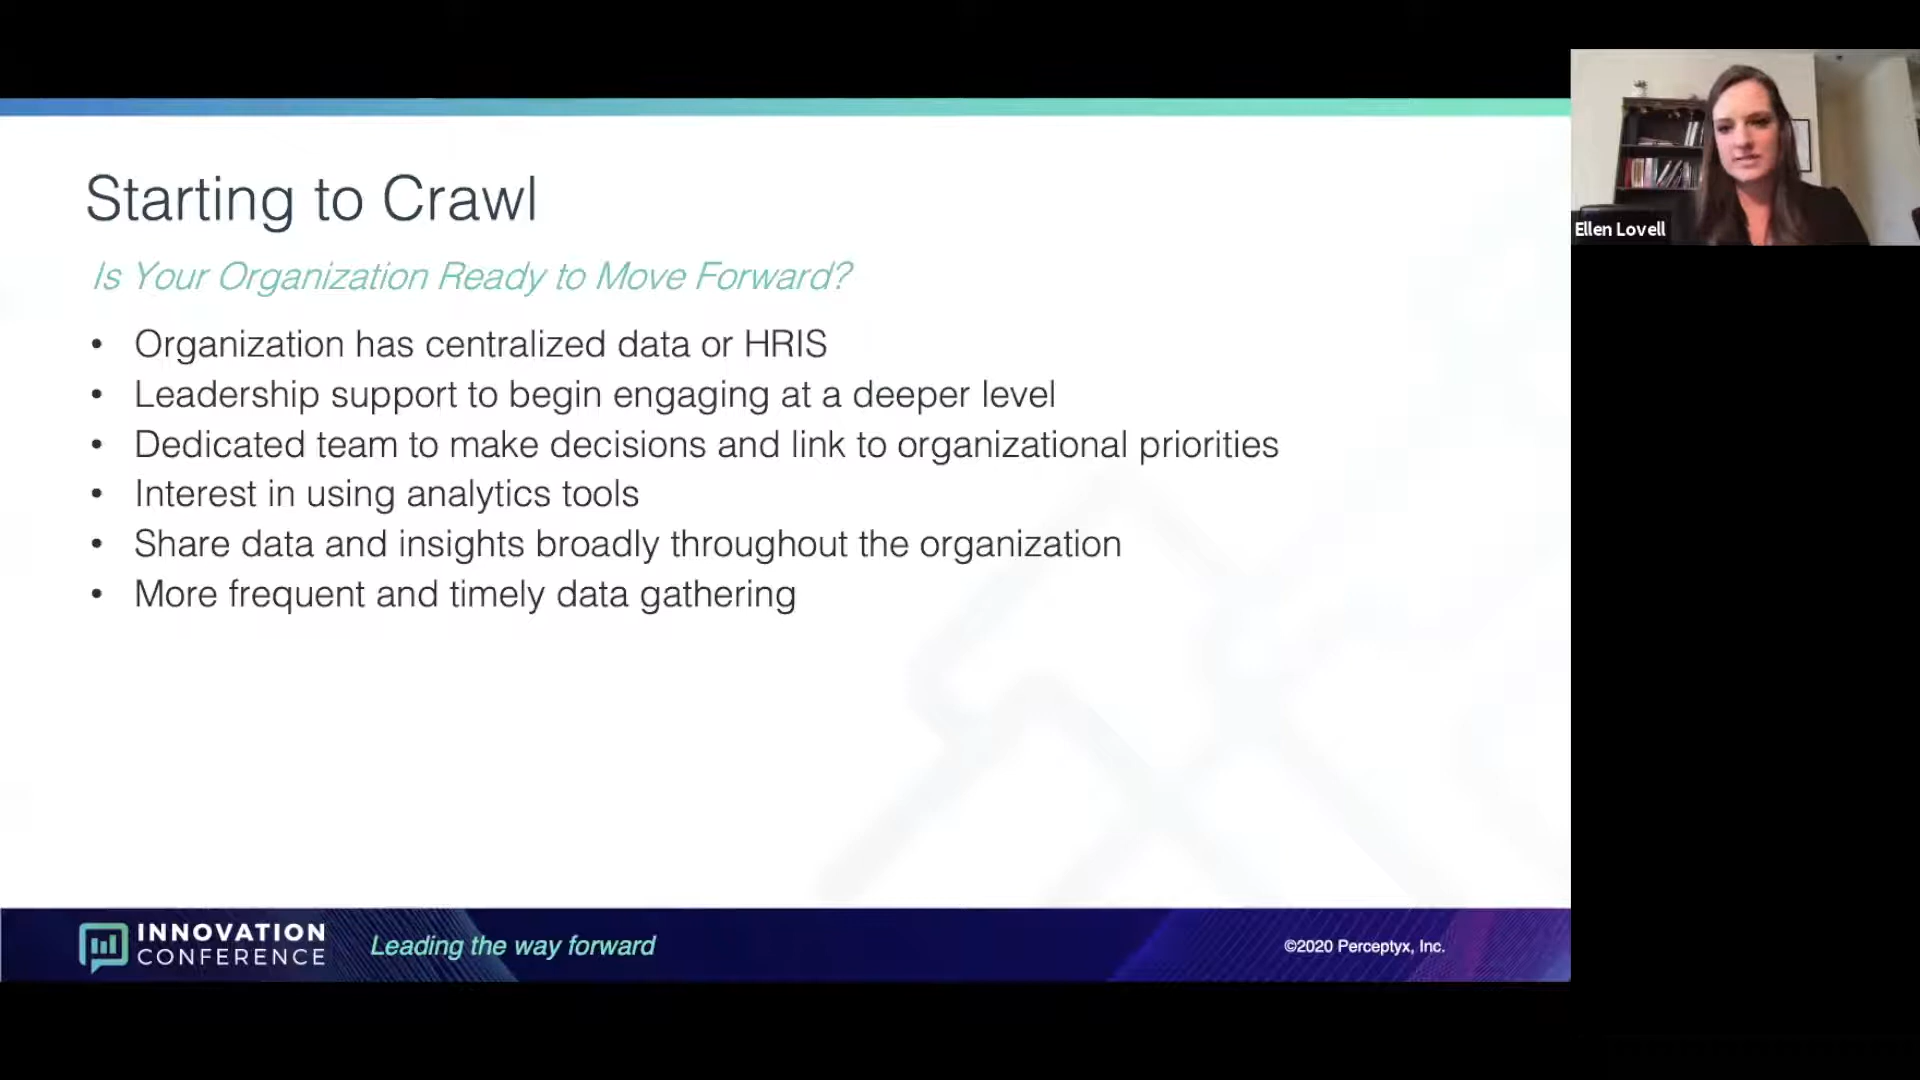 Starting to Crawl
Is Your Organization Ready to Move Forward?
• Organization has centralized data or HRIS
• Leadership support to begin engaging at a deeper level
• Dedicated team to make decisions and link to organizational priorities
• Interest in using analytics tools
• Share data and insights broadly throughout the organization
• More frequent and timely data gathering
Ellen Lovell
INNOVATION
CONFERENCE
Leading the way forward
©2020 Perceptyx, Inc.